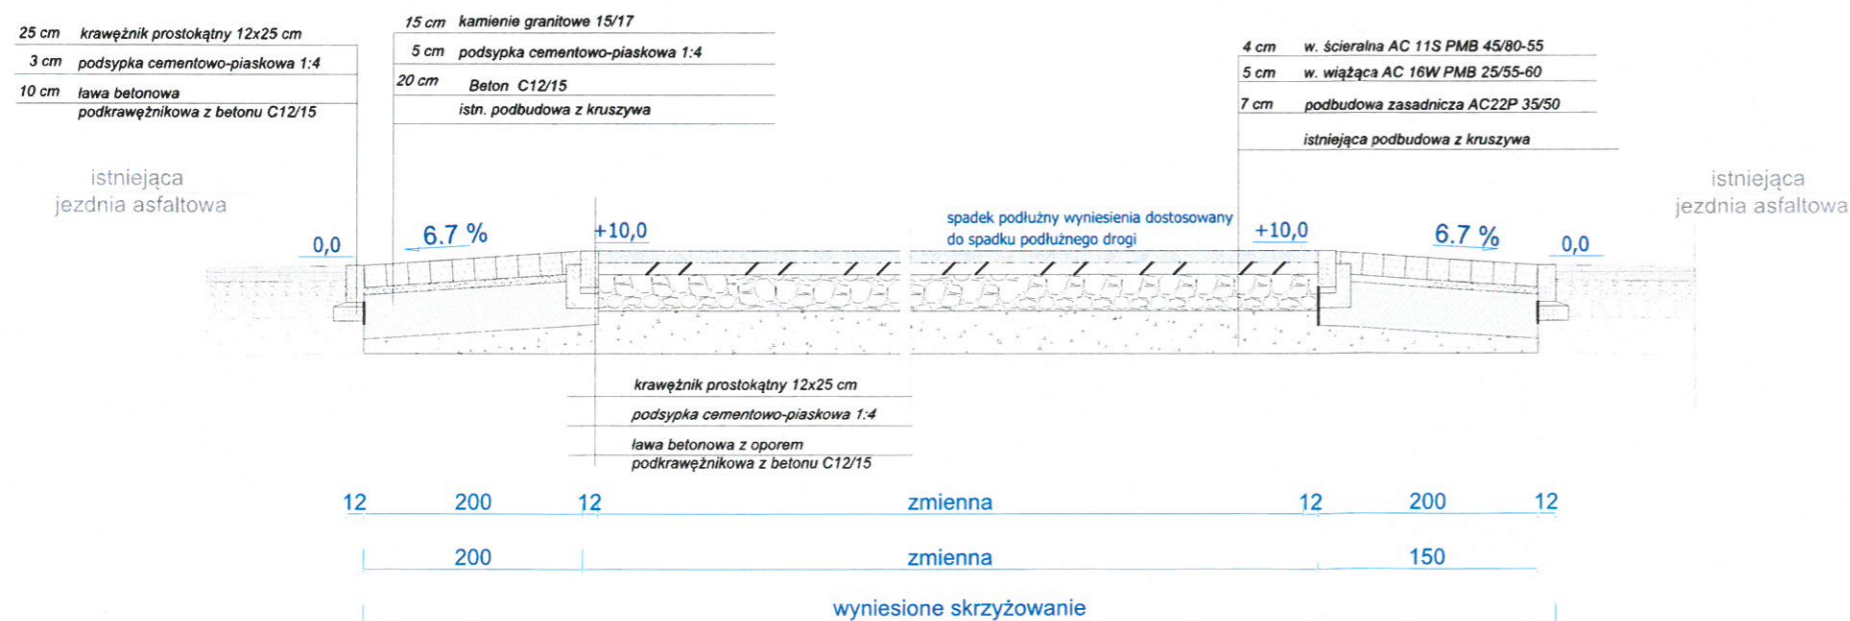 25 cm krawężnik prostokątny 12x25 cm
3 cm podsypka cementowo-piaskowa 1:4
10 cm ława betonowa
podkrawężnikowa z betonu C12/15
15 cm kamienie granitowe 15/17
5 cm podsypka cementowo-piaskowa 1:4
20 cm Beton C12/15
istn. podbudowa z kruszywa
4 cm w. ścieralna AC 11S PMB 45/80-55
5 cm w. wiążąca AC 16W PMB 25/55-60
7 cm podbudowa zasadnicza AC22P 35/50
istniejąca podbudowa z kruszywa
istniejąca
jezdnia asfaltowa
istniejąca
jezdnia asfaltowa
0,0
6.7 %
+10,0
spadek podłużny wyniesienia dostosowany
do spadku podłużnego drogi
+10,0
6.7 %
0,0
krawężnik prostokątny 12x25 cm
podsypka cementowo-piaskowa 1:4
ława betonowa z oporem
podkrawężnikowa z betonu C12/15
12 200 12 zmienna 12 200 12
200 zmienna 150
wyniesione skrzyżowanie